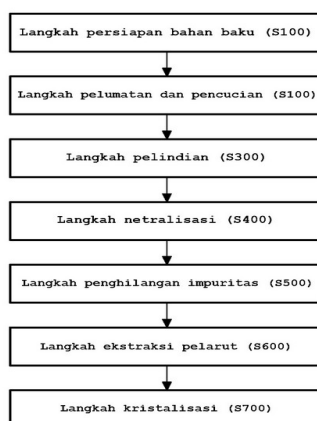 Langkah persiapan bahan baku (S100)
Langkah pelumatan dan pencucian (S100)
Langkah pelindian (S300)
Langkah netralisasi (S400)
Langkah penghilangan impuritas (S500)
Langkah ekstraksi pelarut (S600)
Langkah kristalisasi (S700)